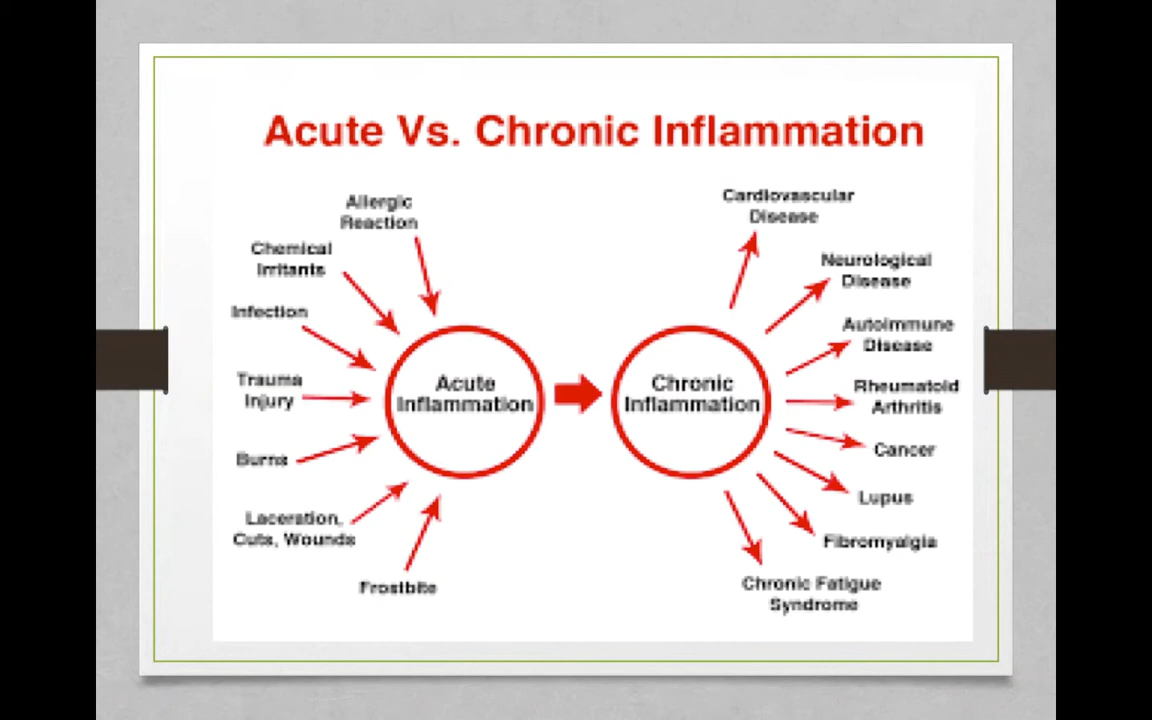 Acute Vs. Chronic Inflammation
Allergic
Reaction
Chemical
Irritants
Infection
Trauma
Injury
Burns
Laceration,
Cuts, Wounds
Frostbite
Acute
Inflammation
Chronic
Inflammation
Cardiovascular
Disease
Neurological
Disease
Autoimmune
Disease
Rheumatoid
Arthritis
Cancer
Lupus
Fibromyalgia
Chronic Fatigue
Syndrome